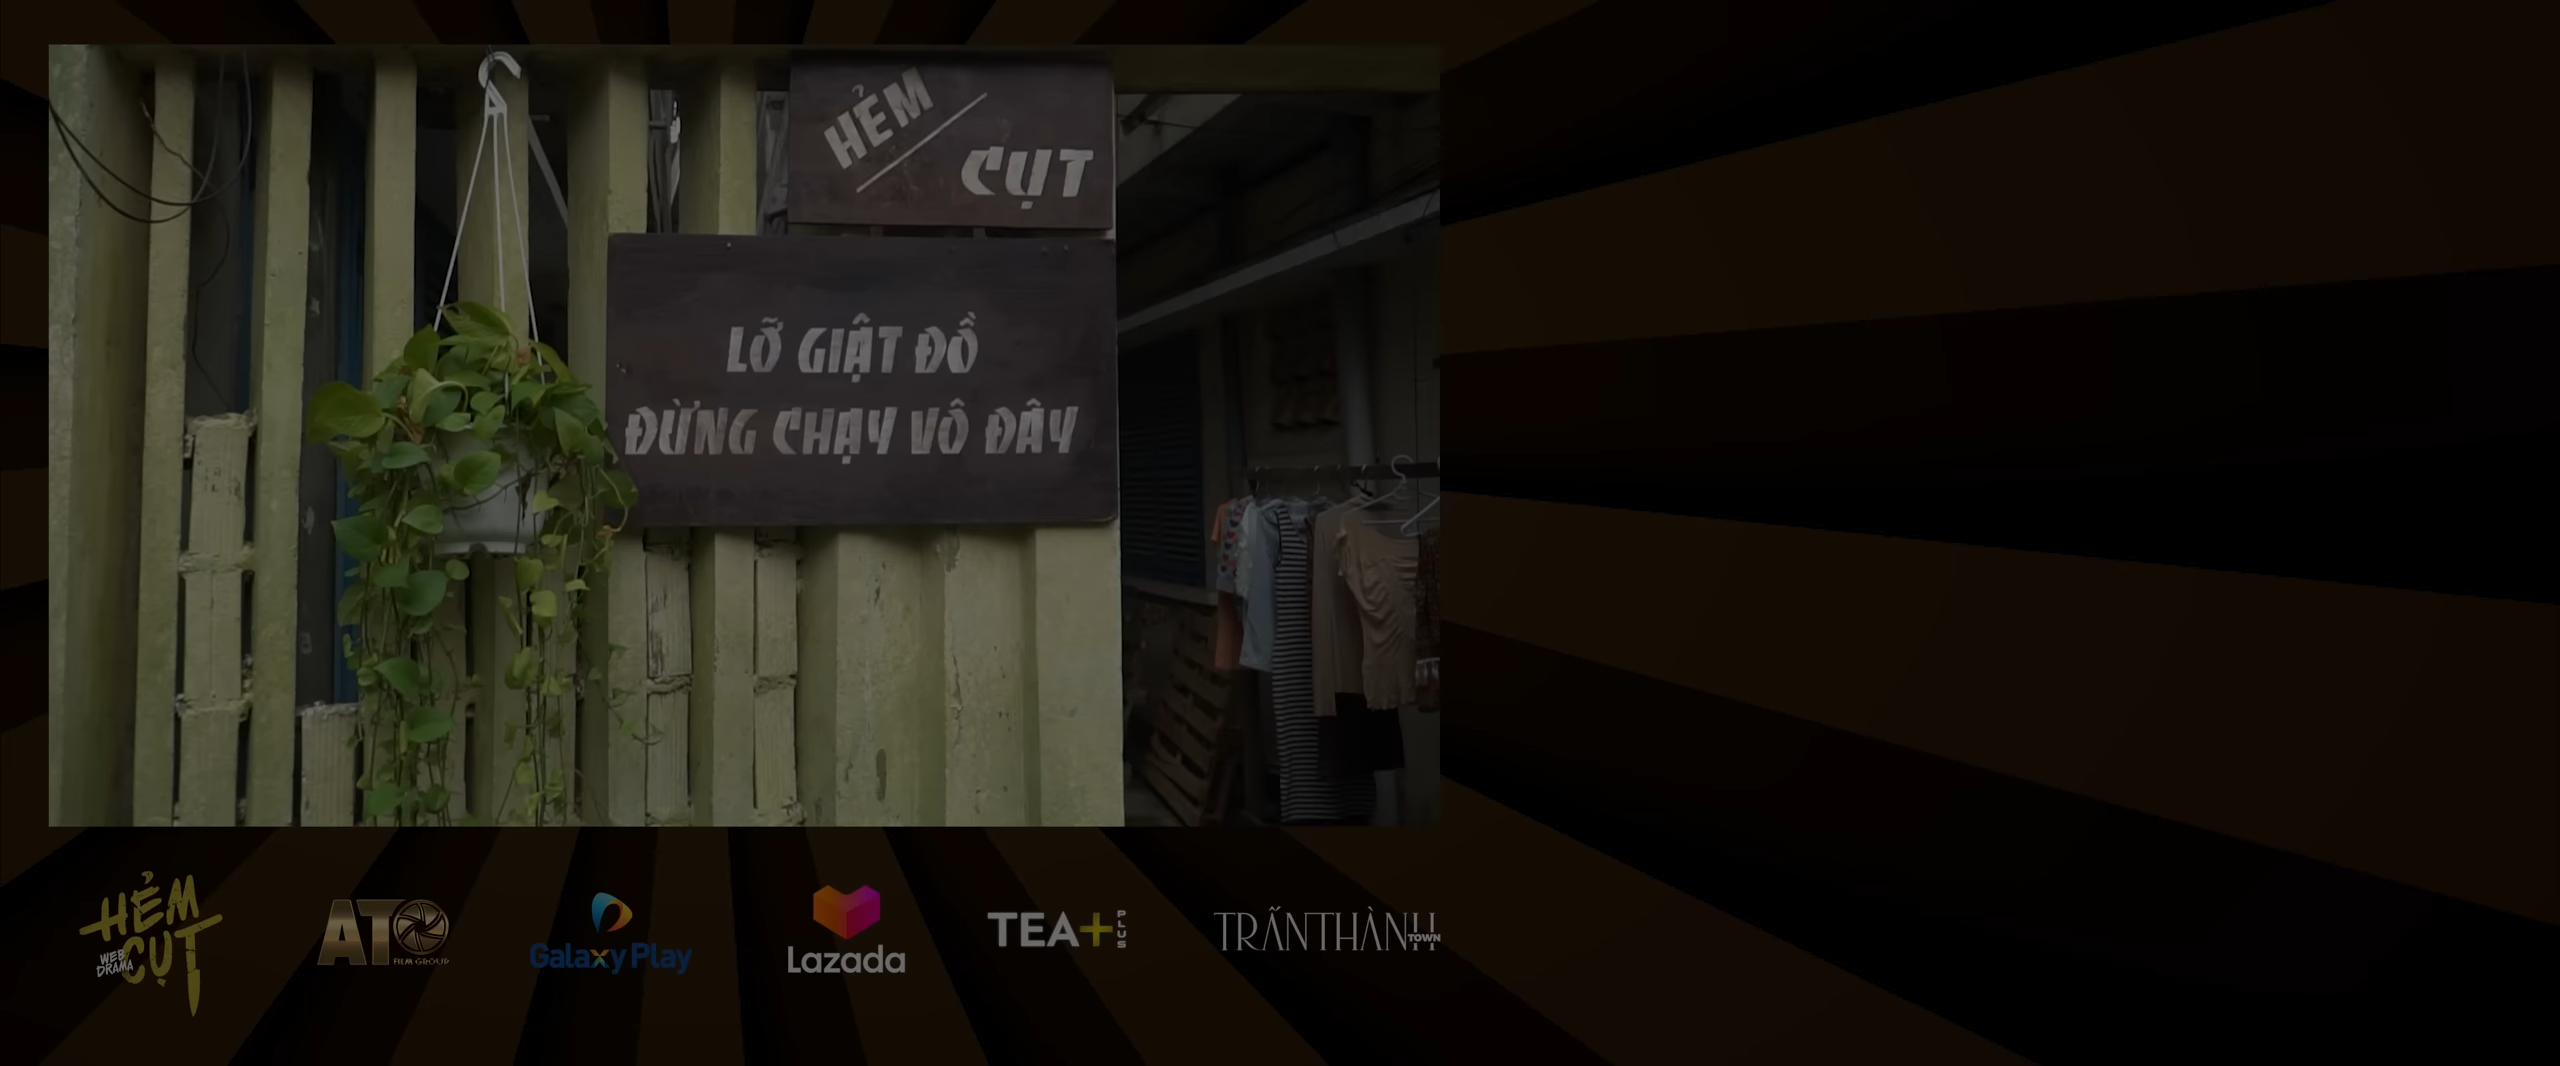 HẺM
CỤT
LỠ GIẬT ĐỒ
ĐỪNG CHẠY VÔ ĐÂY
HẺM
CỤT
WEB
DRAMA
ATO
FILM GROUP
Galaxy Play
Lazada
TEA+
PLUS
TRẤN THÀNH
TOWN